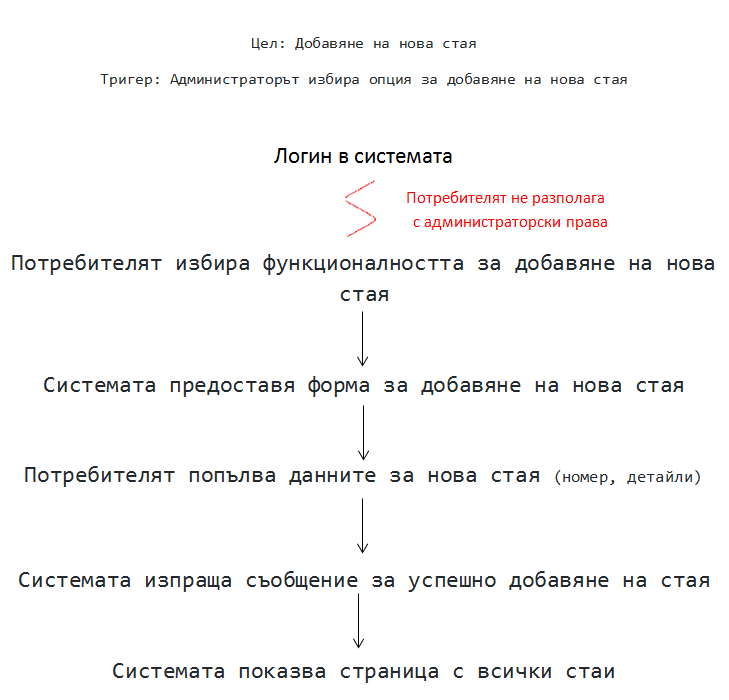 Цел: Добавяне на нова стая
Тригер: Администраторът избира опция за добавяне на нова стая
Логин в системата
Потребителят не разполага
с администраторски права
Потребителят избира функционалността за добавяне на нова
стая
Системата предоставя форма за добавяне на нова стая
Потребителят попълва данните за нова стая (номер, детайли)
Системата изпраща съобщение за успешно добавяне на стая
Системата показва страница с всички стаи